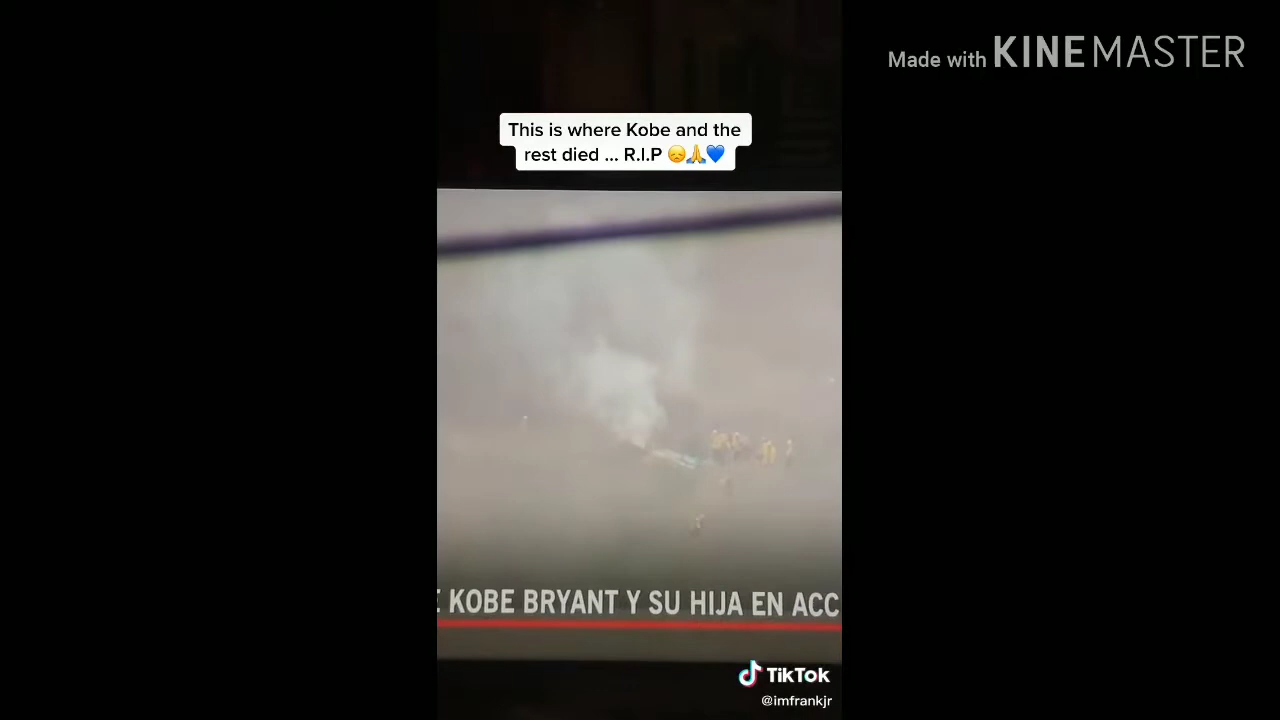 Made with KINEMASTER
This is where Kobe and the
rest died ... R.I.P 😞🙏💙
KOBE BRYANT Y SU HIJA EN ACC
TikTok
@imfrankjr